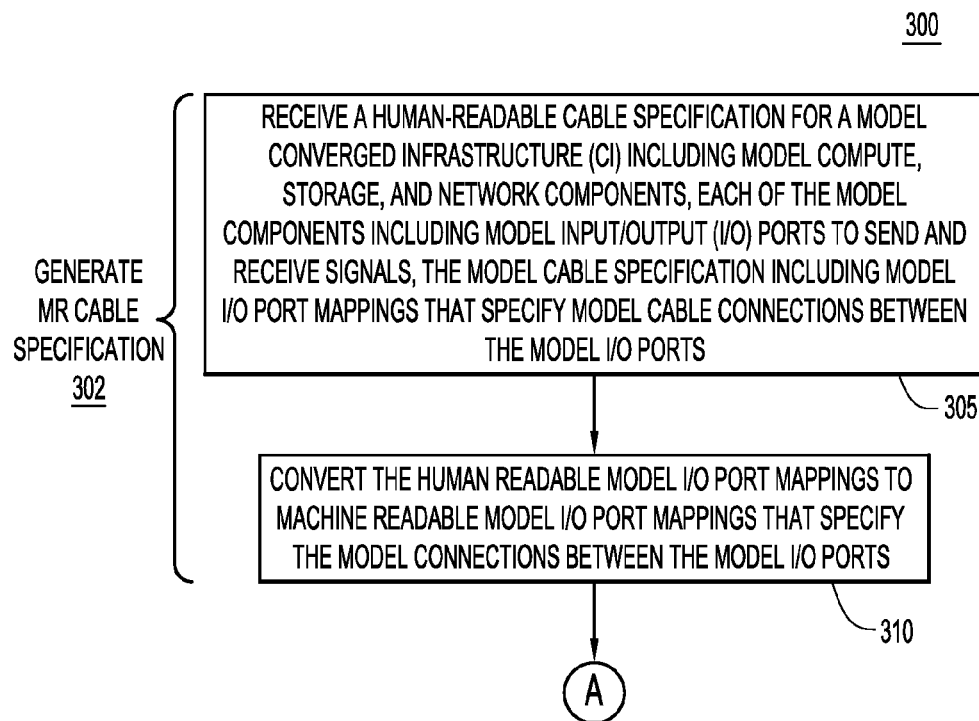 300
RECEIVE A HUMAN-READABLE CABLE SPECIFICATION FOR A MODEL
CONVERGED INFRASTRUCTURE (CI) INCLUDING MODEL COMPUTE,
STORAGE, AND NETWORK COMPONENTS, EACH OF THE MODEL
COMPONENTS INCLUDING MODEL INPUT/OUTPUT (I/O) PORTS TO SEND AND
RECEIVE SIGNALS, THE MODEL CABLE SPECIFICATION INCLUDING MODEL
I/O PORT MAPPINGS THAT SPECIFY MODEL CABLE CONNECTIONS BETWEEN
THE MODEL I/O PORTS
305
GENERATE
MR CABLE
SPECIFICATION
302
CONVERT THE HUMAN READABLE MODEL I/O PORT MAPPINGS TO
MACHINE READABLE MODEL I/O PORT MAPPINGS THAT SPECIFY
THE MODEL CONNECTIONS BETWEEN THE MODEL I/O PORTS
310
A